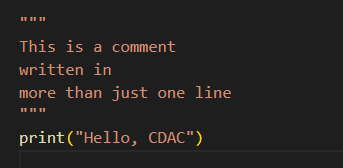 """
This is a comment
written in
more than just one line
"""
print("Hello, CDAC")